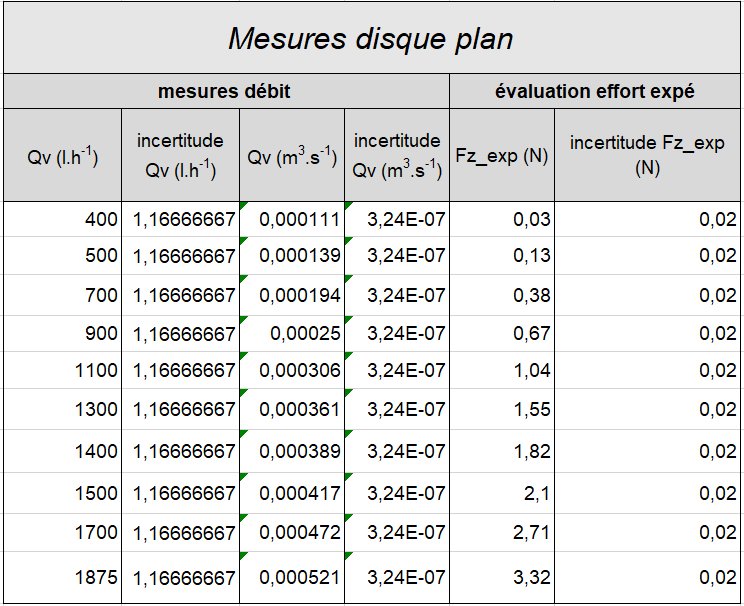 Mesures disque plan
mesures débit évaluation effort expé
Qv (l.h⁻¹) incertitude Qv (l.h⁻¹) Qv (m³.s⁻¹) incertitude Qv (m³.s⁻¹) Fz_exp (N) incertitude Fz_exp (N)
400 1,16666667 0,000111 3,24E-07 0,03 0,02
500 1,16666667 0,000139 3,24E-07 0,13 0,02
700 1,16666667 0,000194 3,24E-07 0,38 0,02
900 1,16666667 0,00025 3,24E-07 0,67 0,02
1100 1,16666667 0,000306 3,24E-07 1,04 0,02
1300 1,16666667 0,000361 3,24E-07 1,55 0,02
1400 1,16666667 0,000389 3,24E-07 1,82 0,02
1500 1,16666667 0,000417 3,24E-07 2,1 0,02
1700 1,16666667 0,000472 3,24E-07 2,71 0,02
1875 1,16666667 0,000521 3,24E-07 3,32 0,02